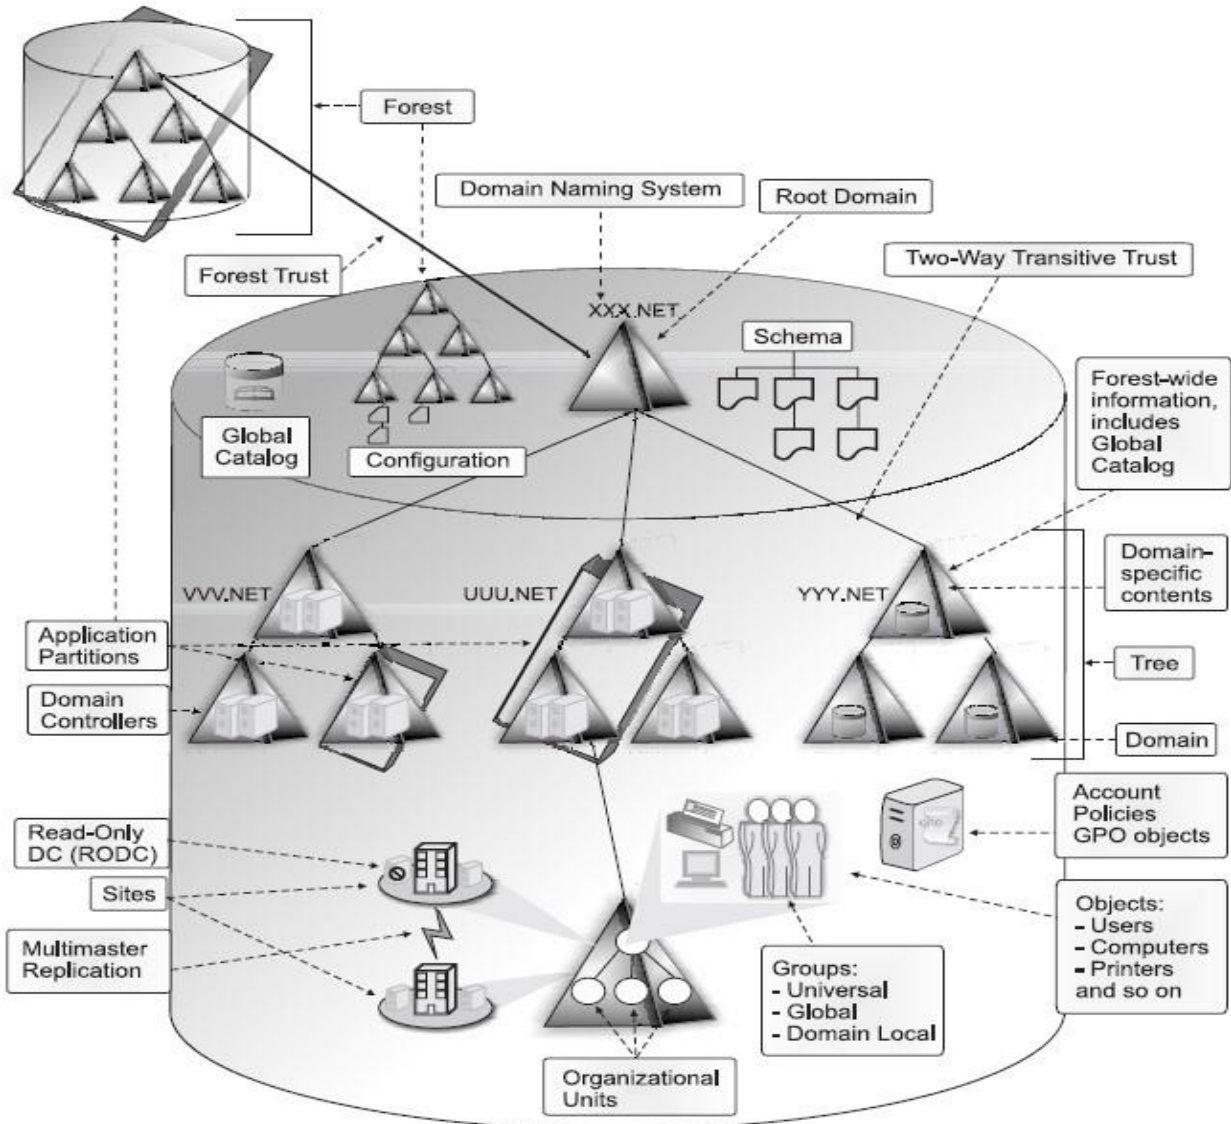 Forest
Domain Naming System
Root Domain
Forest Trust
Two-Way Transitive Trust
XXX.NET
Schema
Forest-wide
information,
includes
Global
Catalog
Global
Catalog
Configuration
VVV.NET
UUU.NET
YYY.NET
Domain-
specific
contents
Application
Partitions
Tree
Domain
Controllers
Domain
Account
Policies
GPO objects
Read-Only
DC (RODC)
Sites
Multimaster
Replication
Objects:
- Users
- Computers
- Printers
and so on
Groups:
- Universal
- Global
- Domain Local
Organizational
Units